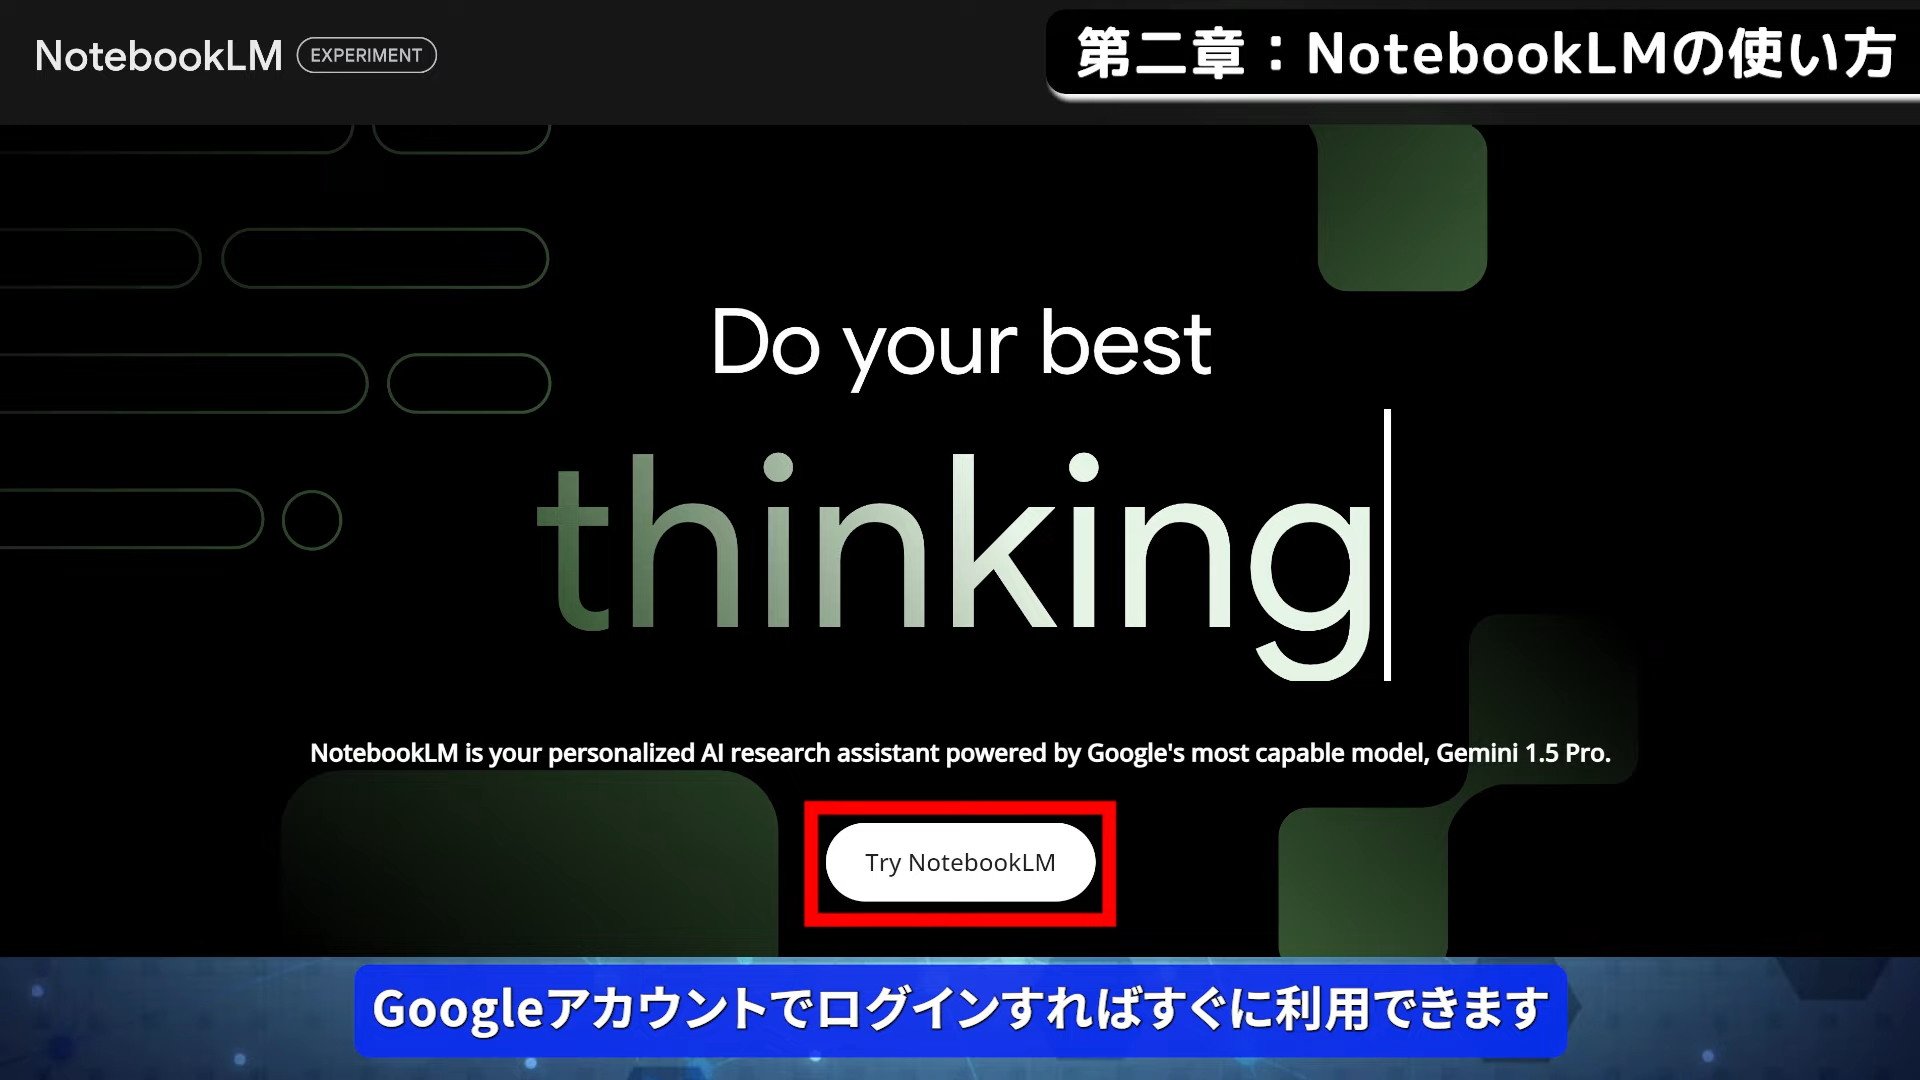 NotebookLM EXPERIMENT
第二章：NotebookLMの使い方
Do your best
thinking
NotebookLM is your personalized AI research assistant powered by Google's most capable model, Gemini 1.5 Pro.
Try NotebookLM
Googleアカウントでログインすればすぐに利用できます